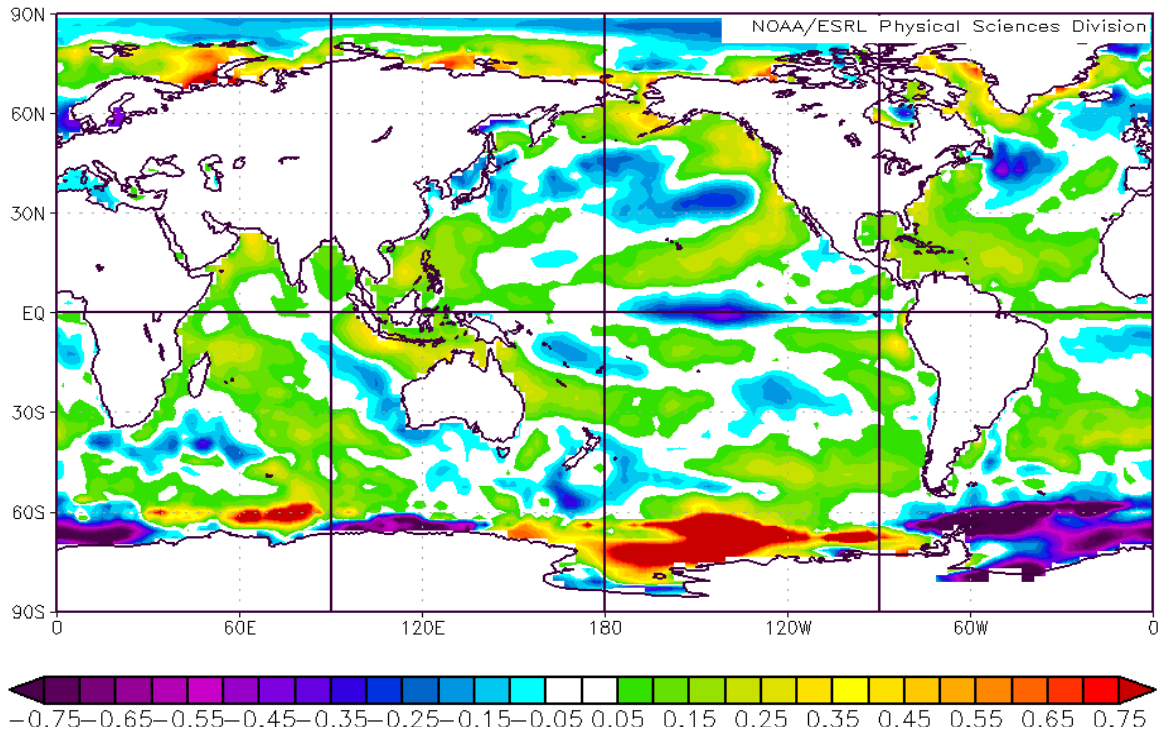 90N
NOAA/ESRL Physical Sciences Division
60N
30N
EQ
30S
60S
90S
0 60E 120E 180 120W 60W 0
-0.75 -0.65 -0.55 -0.45 -0.35 -0.25 -0.15 -0.05 0.05 0.15 0.25 0.35 0.45 0.55 0.65 0.75